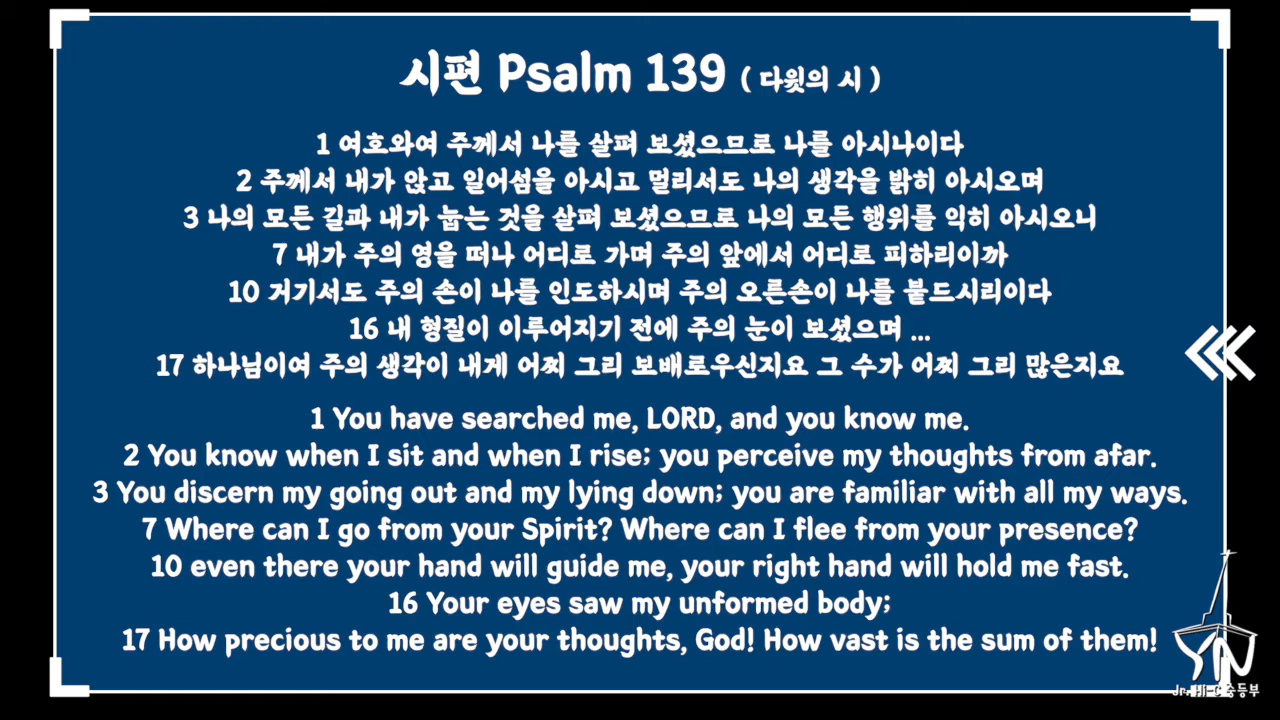 시편 Psalm 139 ( 다윗의 시 )
1 여호와여 주께서 나를 살펴 보셨으므로 나를 아시나이다
2 주께서 내가 앉고 일어섬을 아시고 멀리서도 나의 생각을 밝히 아시오며
3 나의 모든 길과 내가 눕는 것을 살펴 보셨으므로 나의 모든 행위를 익히 아시오니
7 내가 주의 영을 떠나 어디로 가며 주의 앞에서 어디로 피하리이까
10 거기서도 주의 손이 나를 인도하시며 주의 오른손이 나를 붙드시리이다
16 내 형질이 이루어지기 전에 주의 눈이 보셨으며 ...
17 하나님이여 주의 생각이 내게 어찌 그리 보배로우신지요 그 수가 어찌 그리 많은지요
1 You have searched me, LORD, and you know me.
2 You know when I sit and when I rise; you perceive my thoughts from afar.
3 You discern my going out and my lying down; you are familiar with all my ways.
7 Where can I go from your Spirit? Where can I flee from your presence?
10 even there your hand will guide me, your right hand will hold me fast.
16 Your eyes saw my unformed body;
17 How precious to me are your thoughts, God! How vast is the sum of them!
YN
중등부